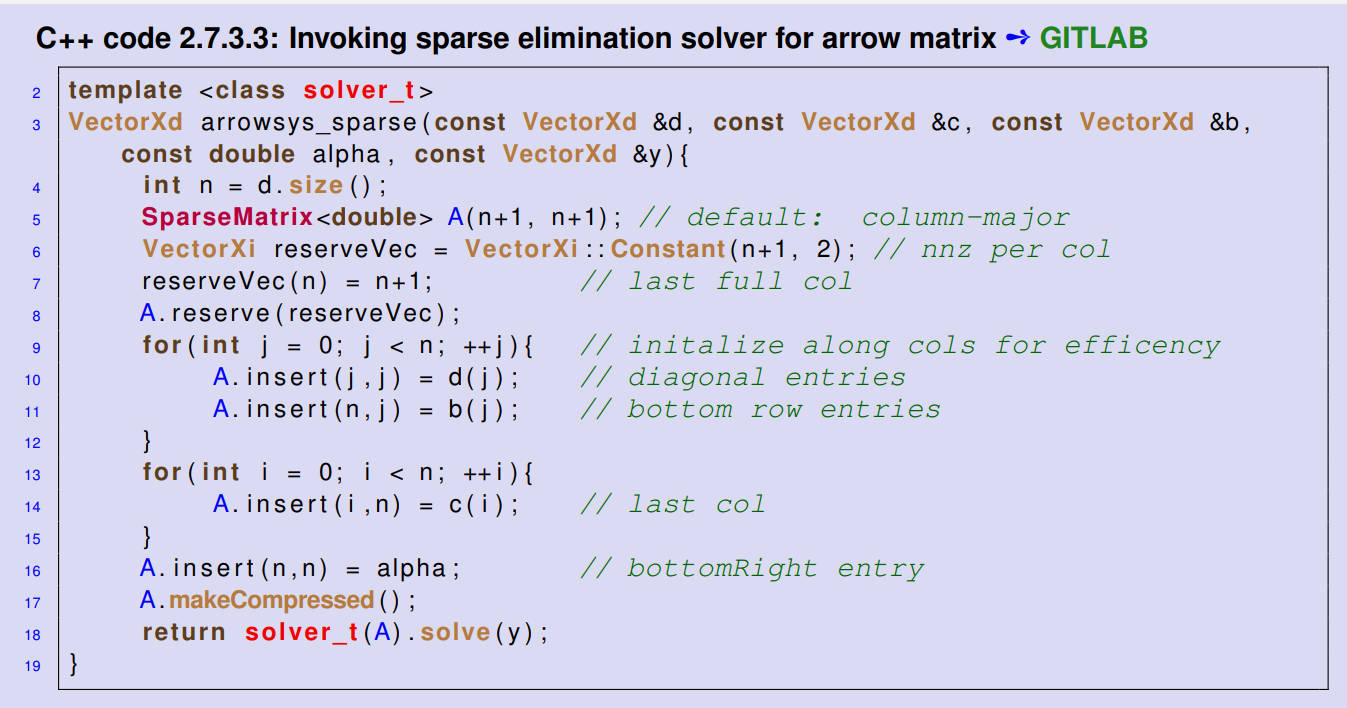 C++ code 2.7.3.3: Invoking sparse elimination solver for arrow matrix ➺ GITLAB
2 template <class solver_t>
3 VectorXd arrowsys_sparse(const VectorXd &d, const VectorXd &c, const VectorXd &b,
const double alpha, const VectorXd &y){
4 int n = d.size();
5 SparseMatrix<double> A(n+1, n+1); // default: column-major
6 VectorXi reserveVec = VectorXi::Constant(n+1, 2); // nnz per col
7 reserveVec(n) = n+1; // last full col
8 A.reserve(reserveVec);
9 for(int j = 0; j < n; ++j){ // initalize along cols for efficency
10 A.insert(j,j) = d(j); // diagonal entries
11 A.insert(n,j) = b(j); // bottom row entries
12 }
13 for(int i = 0; i < n; ++i){
14 A.insert(i,n) = c(i); // last col
15 }
16 A.insert(n,n) = alpha; // bottomRight entry
17 A.makeCompressed();
18 return solver_t(A).solve(y);
19 }